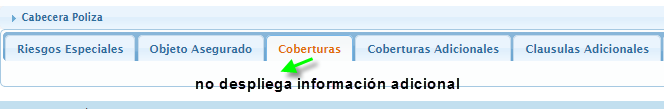 Cabecera Poliza
Riesgos Especiales Objeto Asegurado Coberturas Coberturas Adicionales Clausulas Adicionales
no despliega información adicional